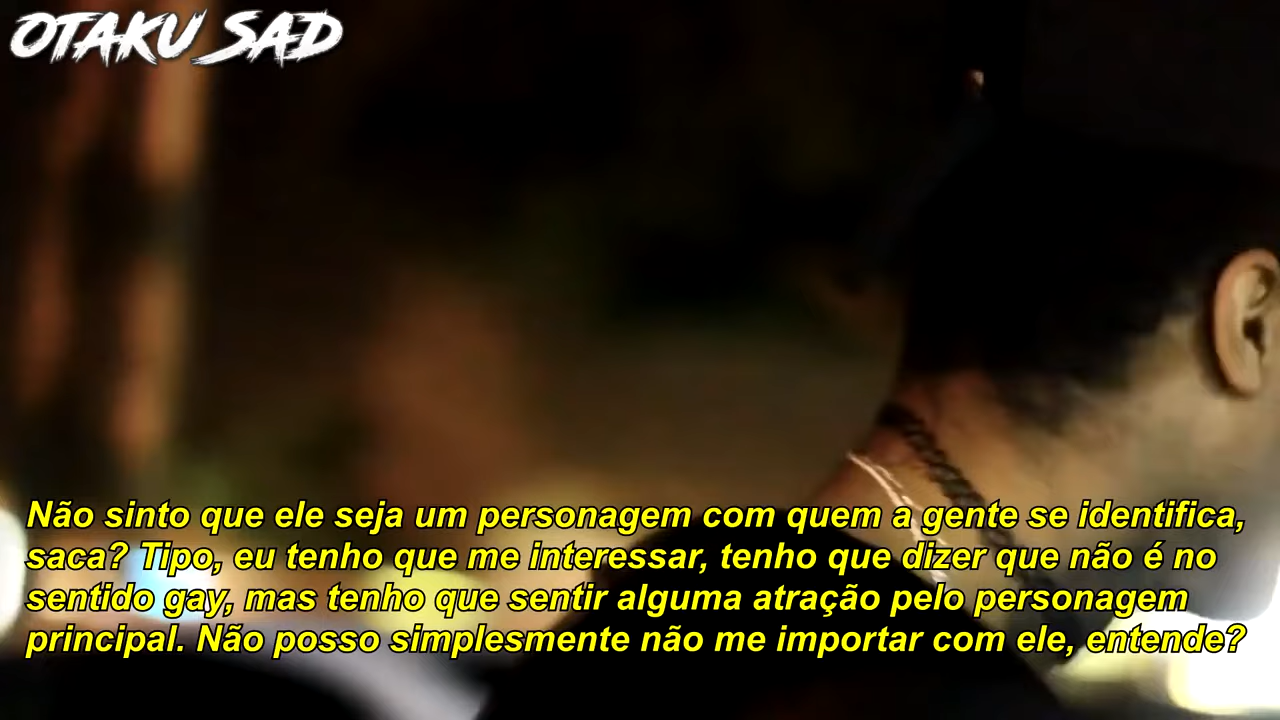 OTAKU SAD
Não sinto que ele seja um personagem com quem a gente se identifica,
saca? Tipo, eu tenho que me interessar, tenho que dizer que não é no
sentido gay, mas tenho que sentir alguma atração pelo personagem
principal. Não posso simplesmente não me importar com ele, entende?